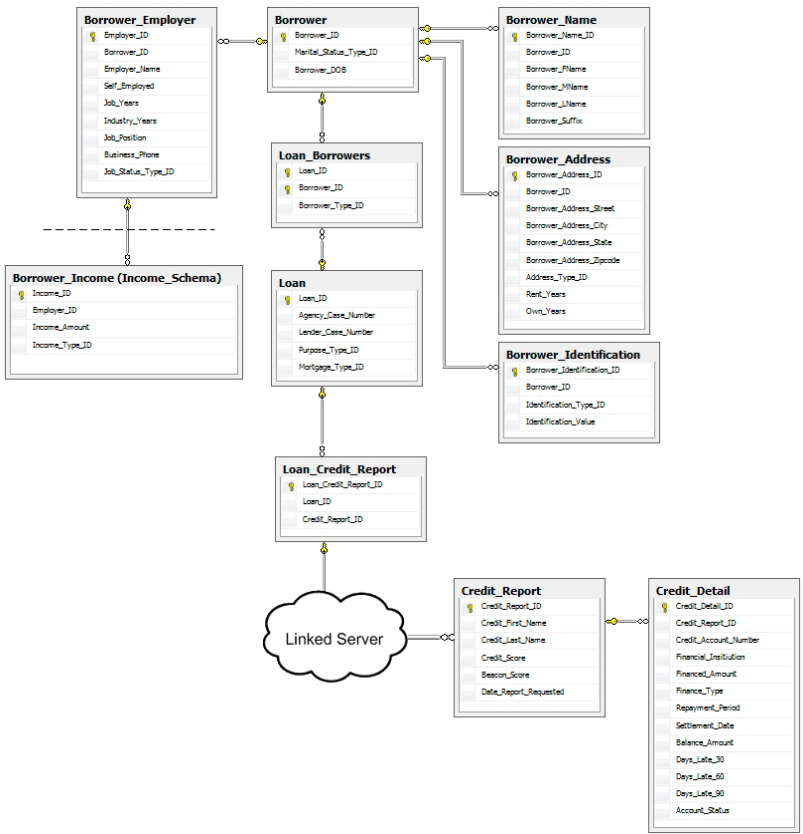 Borrower_Employer
Employer_ID
Borrower_ID
Employer_Name
Self_Employed
Job_Years
Industry_Years
Job_Position
Business_Phone
Job_Status_Type_ID
Borrower
Borrower_ID
Marital_Status_Type_ID
Borrower_DOB
Borrower_Name
Borrower_Name_ID
Borrower_ID
Borrower_FName
Borrower_MName
Borrower_LName
Borrower_Suffix
Loan_Borrowers
Loan_ID
Borrower_ID
Borrower_Type_ID
Borrower_Address
Borrower_Address_ID
Borrower_ID
Borrower_Address_Street
Borrower_Address_City
Borrower_Address_State
Borrower_Address_Zipcode
Address_Type_ID
Rent_Years
Own_Years
Borrower_Income (Income_Schema)
Income_ID
Employer_ID
Income_Amount
Income_Type_ID
Loan
Loan_ID
Agency_Case_Number
Lender_Case_Number
Purpose_Type_ID
Mortgage_Type_ID
Borrower_Identification
Borrower_Identification_ID
Borrower_ID
Identification_Type_ID
Identification_Value
Loan_Credit_Report
Loan_Credit_Report_ID
Loan_ID
Credit_Report_ID
Linked Server
Credit_Report
Credit_Report_ID
Credit_First_Name
Credit_Last_Name
Credit_Score
Beacon_Score
Date_Report_Requested
Credit_Detail
Credit_Detail_ID
Credit_Report_ID
Credit_Account_Number
Financial_Insitiution
Financed_Amount
Finance_Type
Repayment_Period
Settlement_Date
Balance_Amount
Days_Late_30
Days_Late_60
Days_Late_90
Account_Status